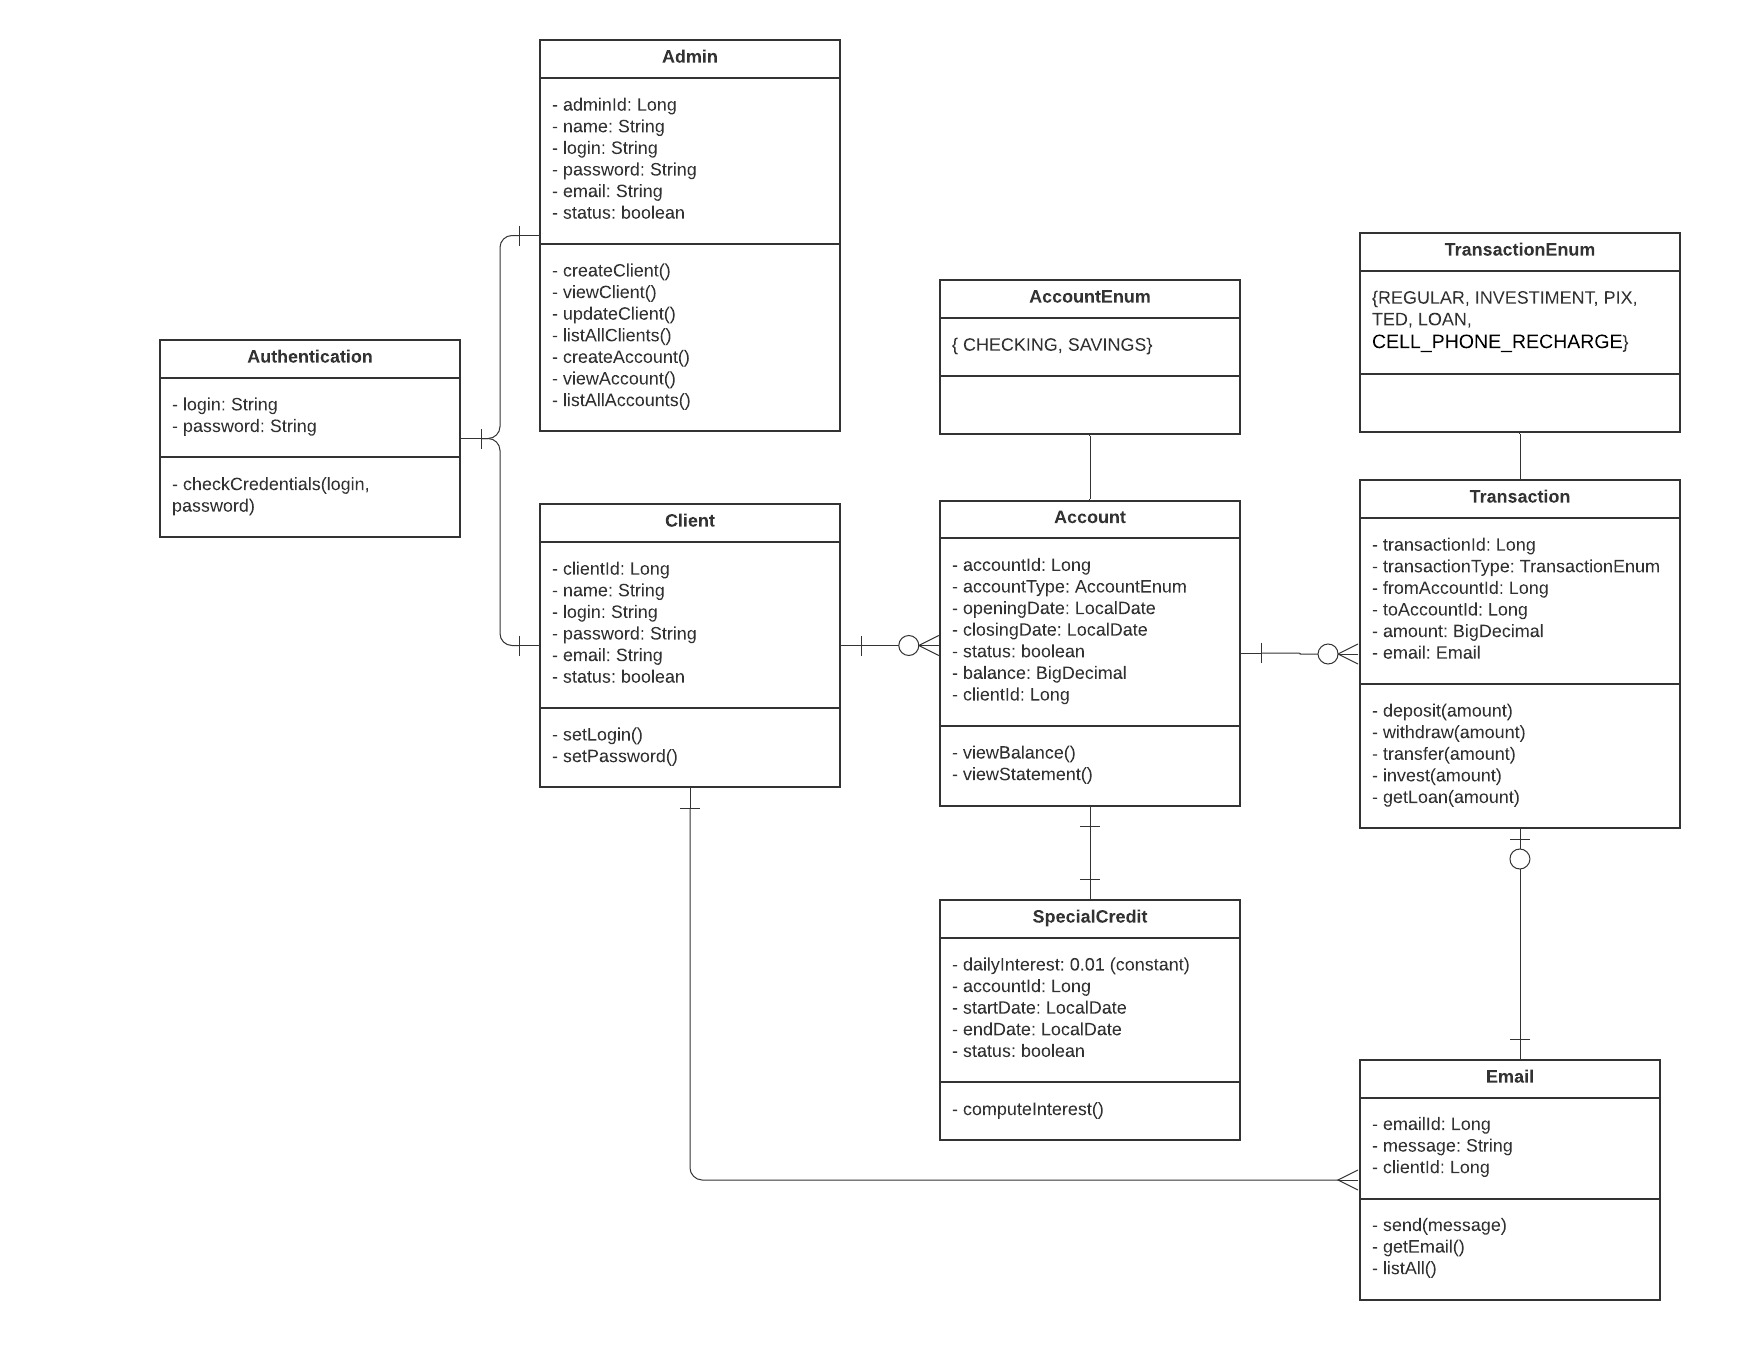 Admin
- adminId: Long
- name: String
- login: String
- password: String
- email: String
- status: boolean
- createClient()
- viewClient()
- updateClient()
- listAllClients()
- createAccount()
- viewAccount()
- listAllAccounts()
Authentication
- login: String
- password: String
- checkCredentials(login,
password)
Client
- clientId: Long
- name: String
- login: String
- password: String
- email: String
- status: boolean
- setLogin()
- setPassword()
AccountEnum
{ CHECKING, SAVINGS}
Account
- accountId: Long
- accountType: AccountEnum
- openingDate: LocalDate
- closingDate: LocalDate
- status: boolean
- balance: BigDecimal
- clientId: Long
- viewBalance()
- viewStatement()
SpecialCredit
- dailyInterest: 0.01 (constant)
- accountId: Long
- startDate: LocalDate
- endDate: LocalDate
- status: boolean
- computeInterest()
TransactionEnum
{REGULAR, INVESTIMENT, PIX,
TED, LOAN,
CELL_PHONE_RECHARGE}
Transaction
- transactionId: Long
- transactionType: TransactionEnum
- fromAccountId: Long
- toAccountId: Long
- amount: BigDecimal
- email: Email
- deposit(amount)
- withdraw(amount)
- transfer(amount)
- invest(amount)
- getLoan(amount)
Email
- emailId: Long
- message: String
- clientId: Long
- send(message)
- getEmail()
- listAll()